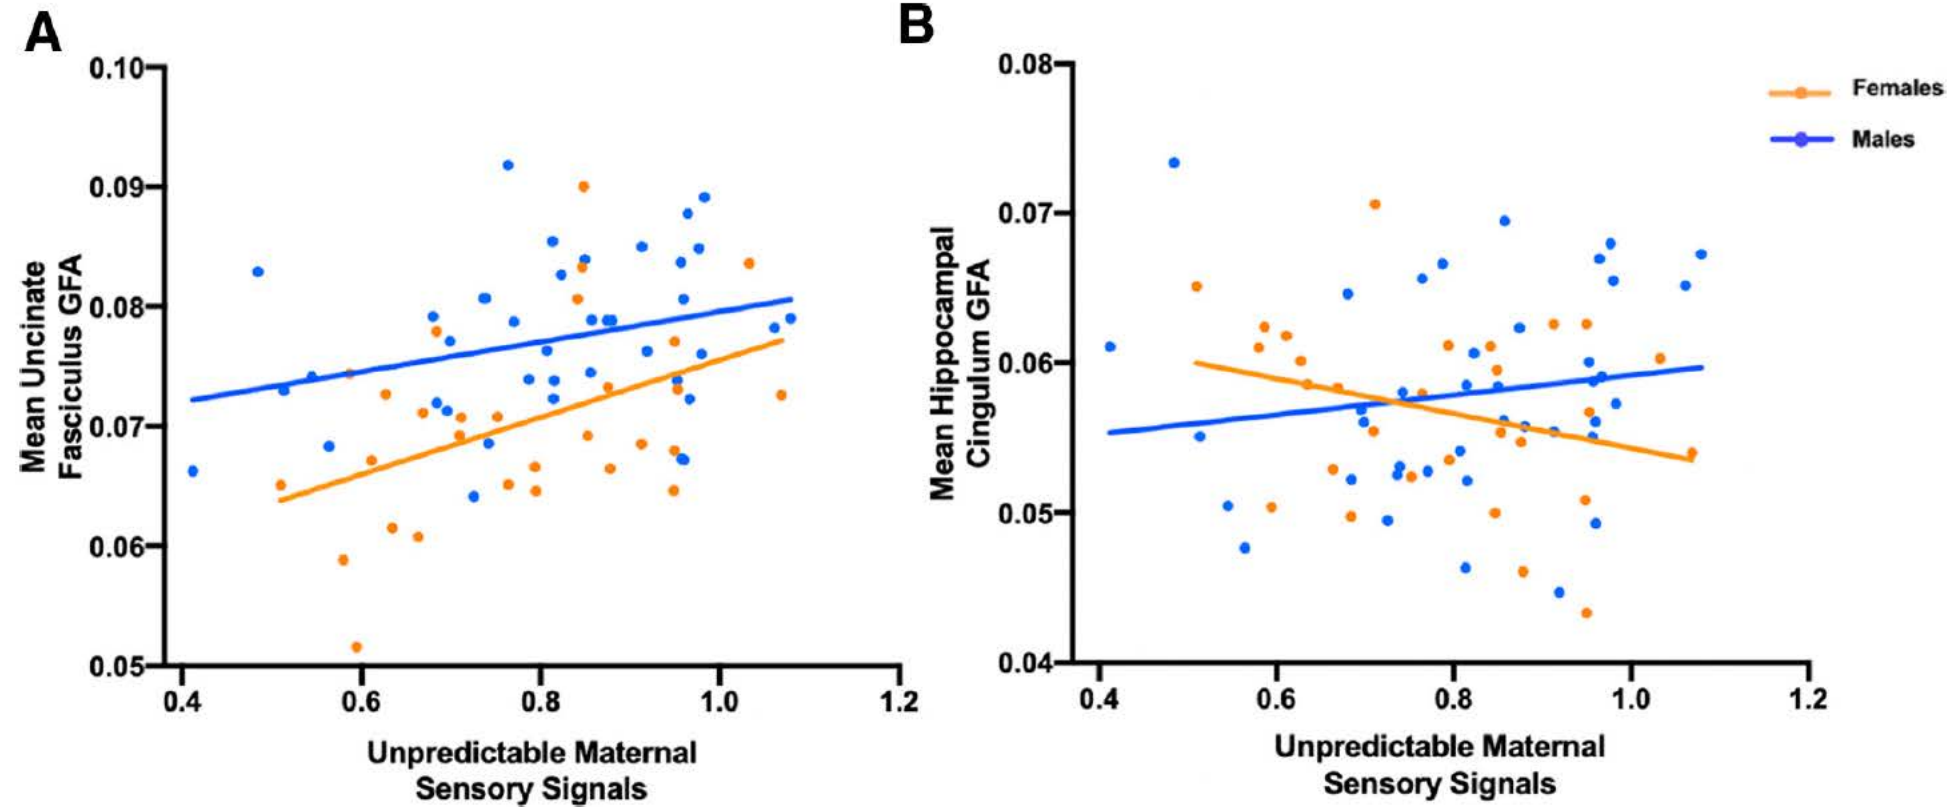 A
0.10
0.09
0.08
0.07
0.06
0.05
Mean Uncinate
Fasciculus GFA
0.4 0.6 0.8 1.0 1.2
Unpredictable Maternal
Sensory Signals
B
0.08
0.07
0.06
0.05
0.04
Mean Hippocampal
Cingulum GFA
0.4 0.6 0.8 1.0 1.2
Unpredictable Maternal
Sensory Signals
Females
Males